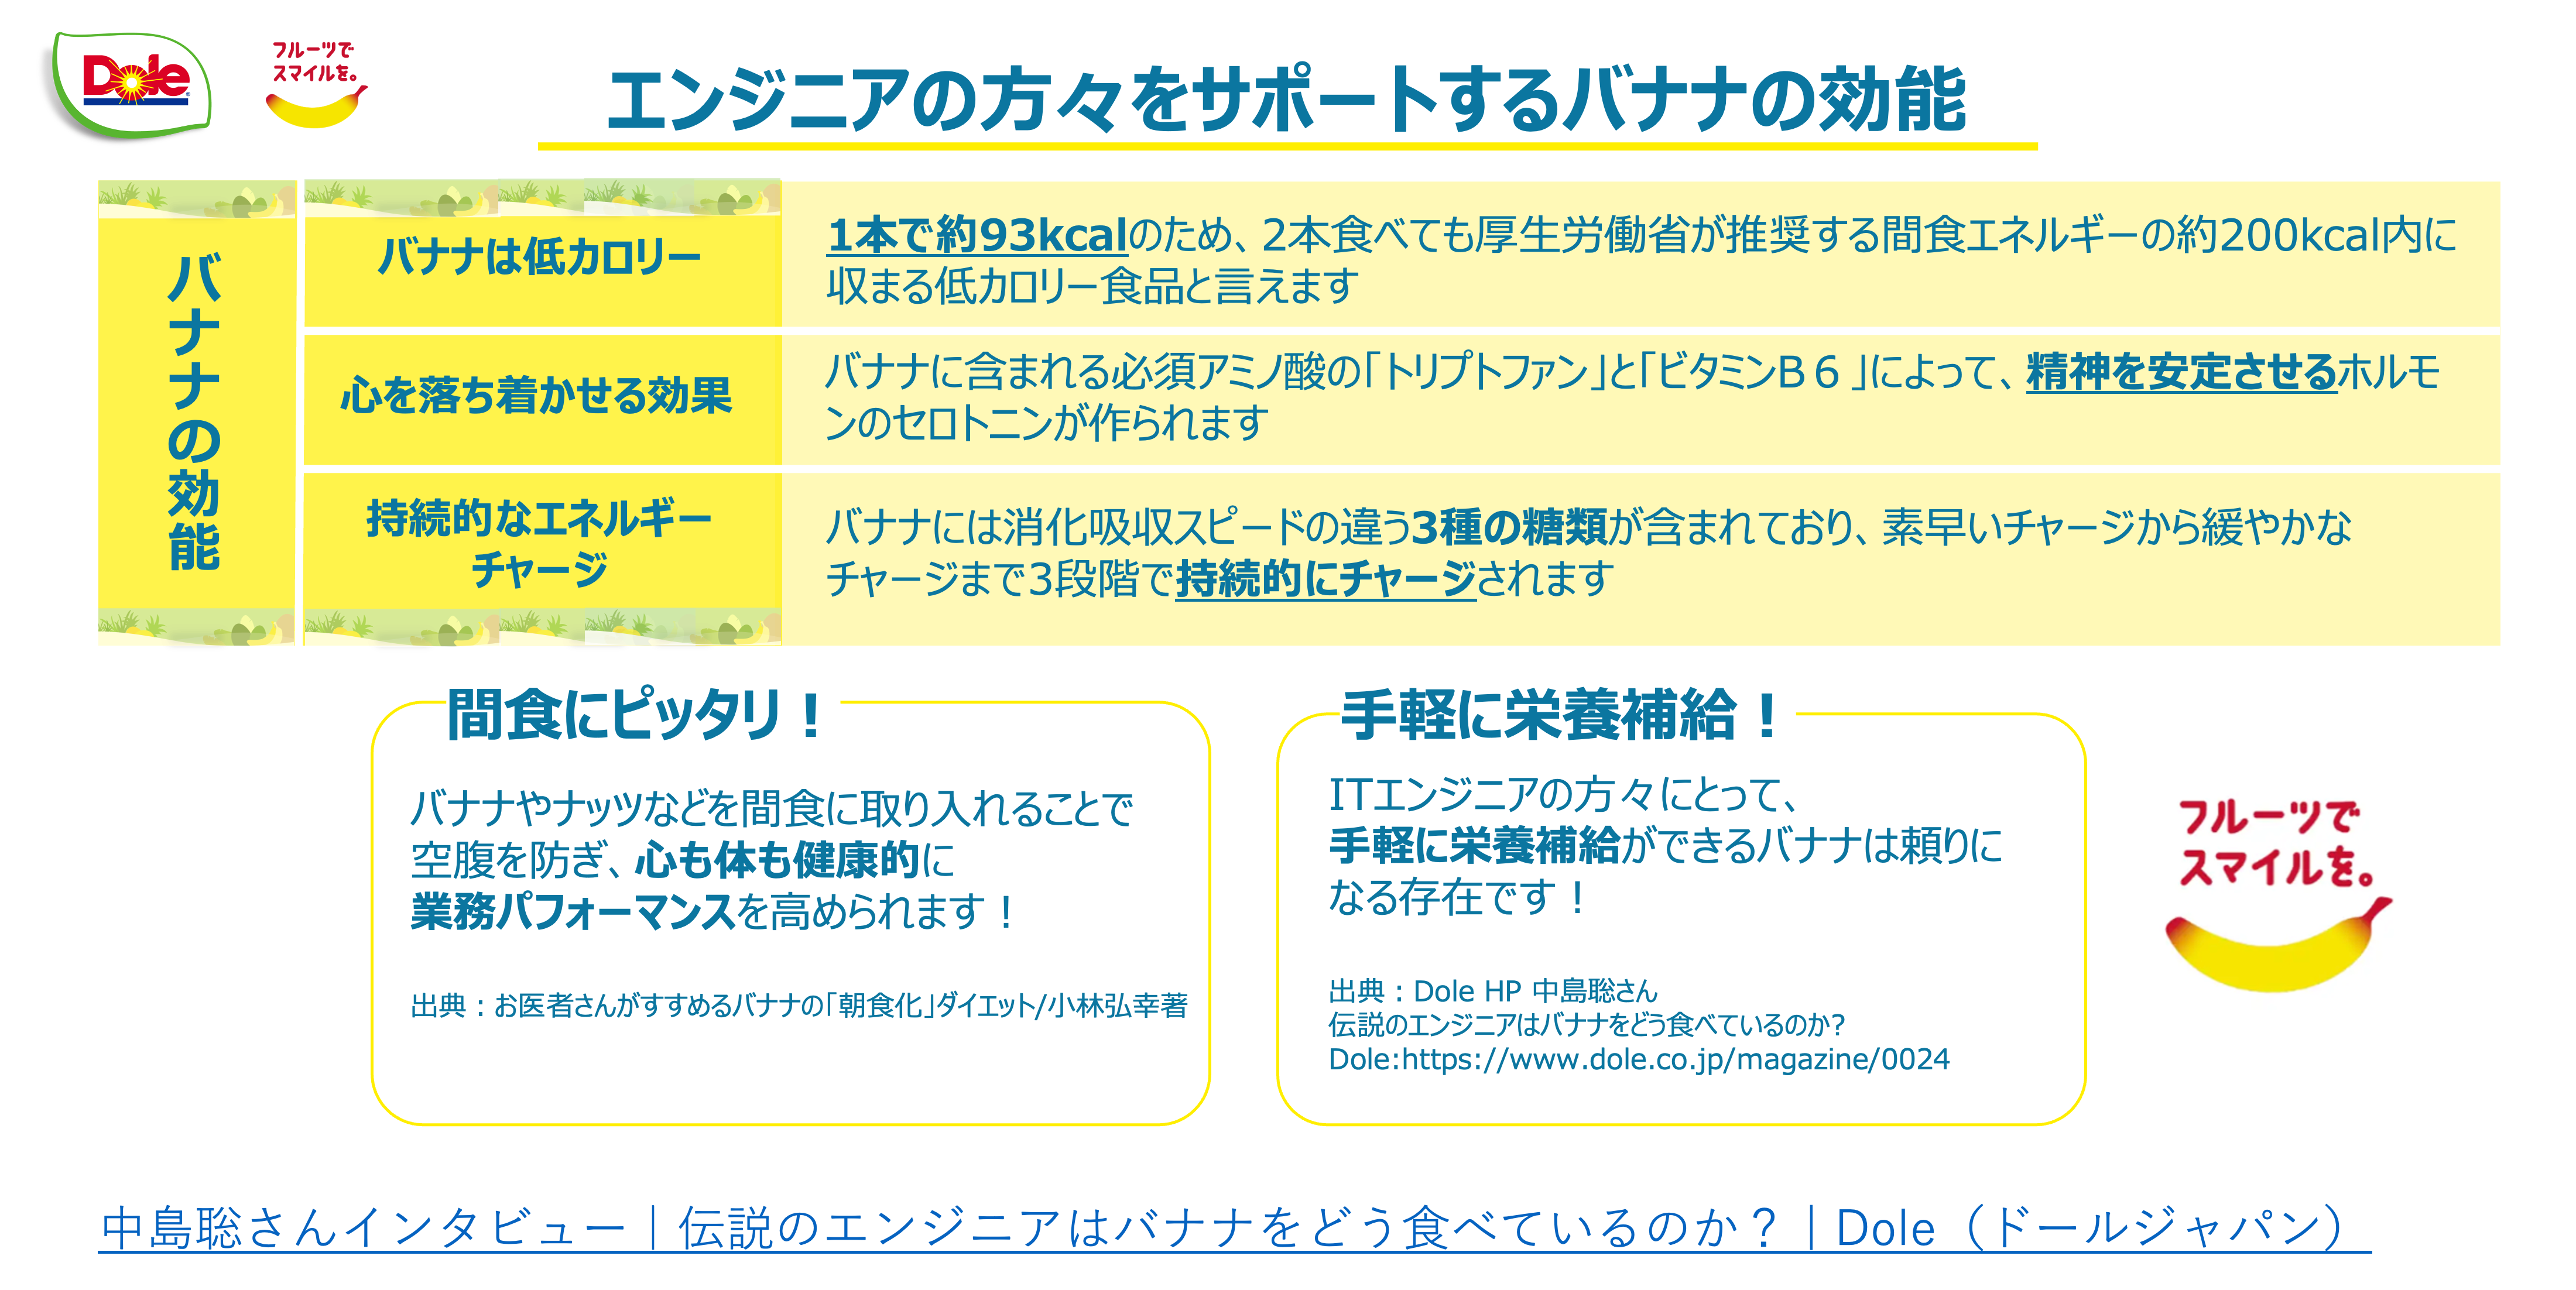 Dole
フルーツで
スマイルを。
エンジニアの方々をサポートするバナナの効能
バナナの効能
バナナは低カロリー
1本で約93kcalのため、2本食べても厚生労働省が推奨する間食エネルギーの約200kcal内に
収まる低カロリー食品と言えます
心を落ち着かせる効果
バナナに含まれる必須アミノ酸の「トリプトファン」と「ビタミンB６」によって、精神を安定させるホルモ
ンのセロトニンが作られます
持続的なエネルギー
チャージ
バナナには消化吸収スピードの違う3種の糖類が含まれており、素早いチャージから緩やかな
チャージまで3段階で持続的にチャージされます
間食にピッタリ！
バナナやナッツなどを間食に取り入れることで
空腹を防ぎ、心も体も健康的に
業務パフォーマンスを高められます！
出典：お医者さんがすすめるバナナの「朝食化」ダイエット/小林弘幸著
手軽に栄養補給！
ITエンジニアの方々にとって、
手軽に栄養補給ができるバナナは頼りに
なる存在です！
出典：Dole HP 中島聡さん
伝説のエンジニアはバナナをどう食べているのか?
Dole:https://www.dole.co.jp/magazine/0024
フルーツで
スマイルを。
中島聡さんインタビュー｜伝説のエンジニアはバナナをどう食べているのか？｜Dole（ドールジャパン）